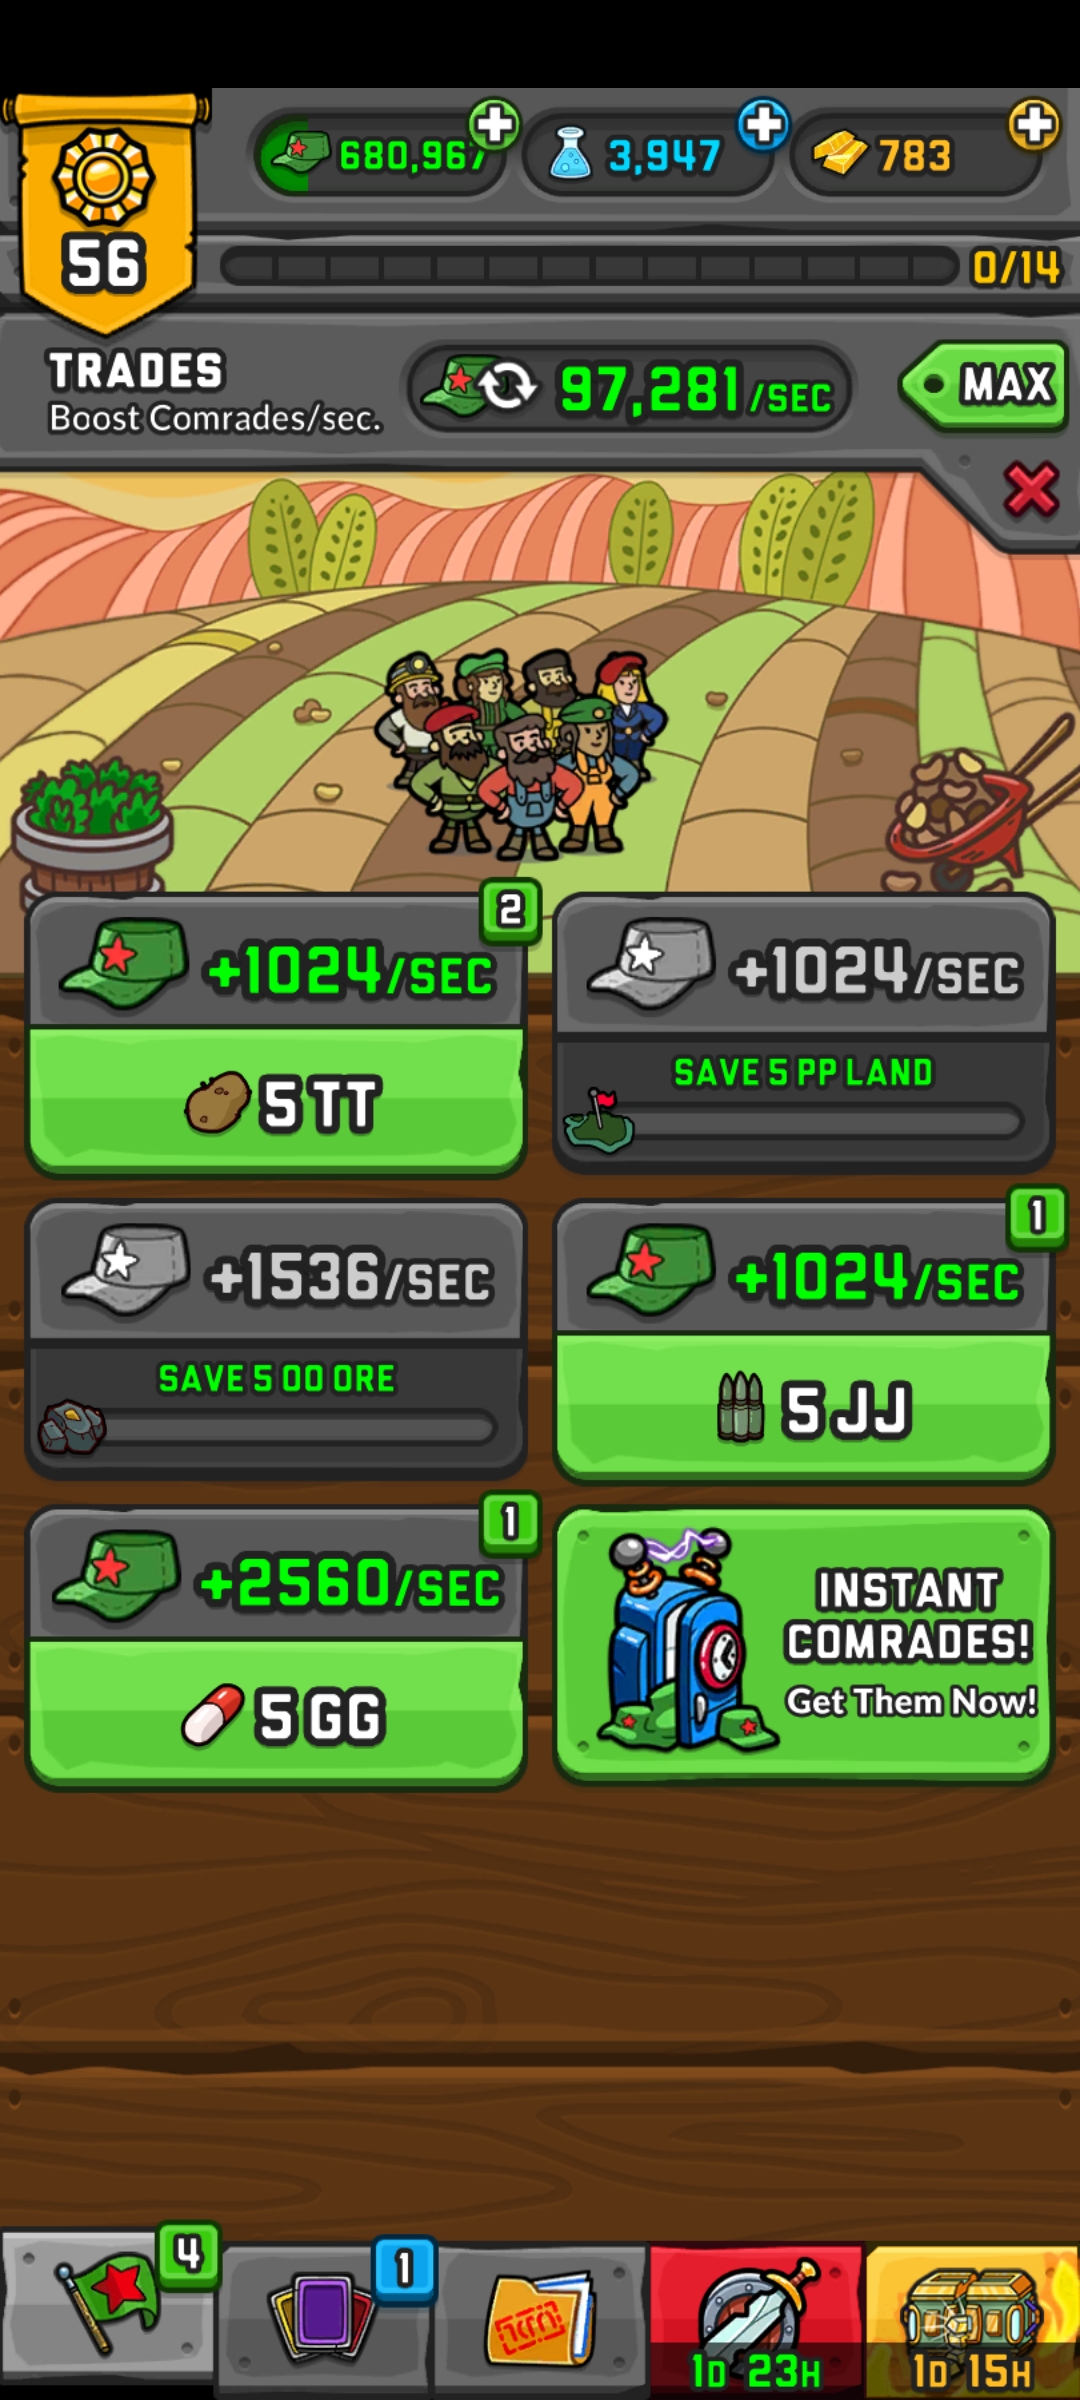 680,967
3,947
783
56
0/14
TRADES
Boost Comrades/sec.
97,281/SEC
MAX
2
+1024/SEC
5 TT
+1024/SEC
SAVE 5 PP LAND
+1536/SEC
SAVE 5 OO ORE
1
+1024/SEC
5 JJ
1
+2560/SEC
5 GG
INSTANT
COMRADES!
Get Them Now!
4
1
1D 23H
1D 15H